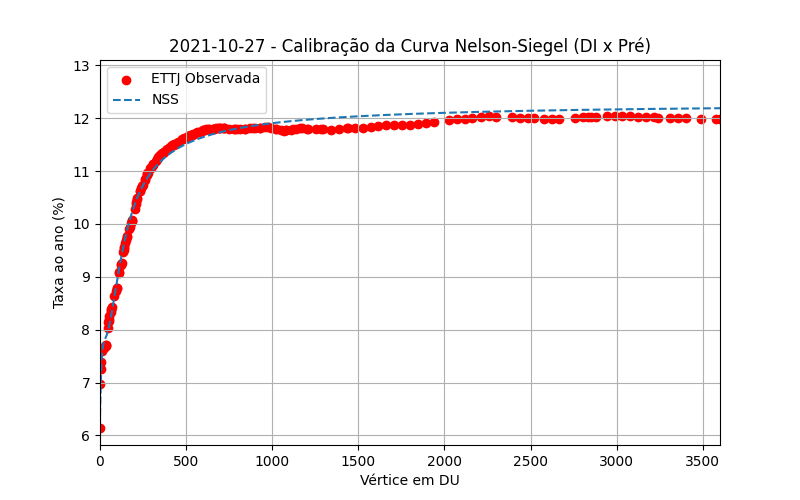 2021-10-27 - Calibração da Curva Nelson-Siegel (DI x Pré)
ETTJ Observada
NSS
Taxa ao ano (%)
13
12
11
10
9
8
7
6
0 500 1000 1500 2000 2500 3000 3500
Vértice em DU